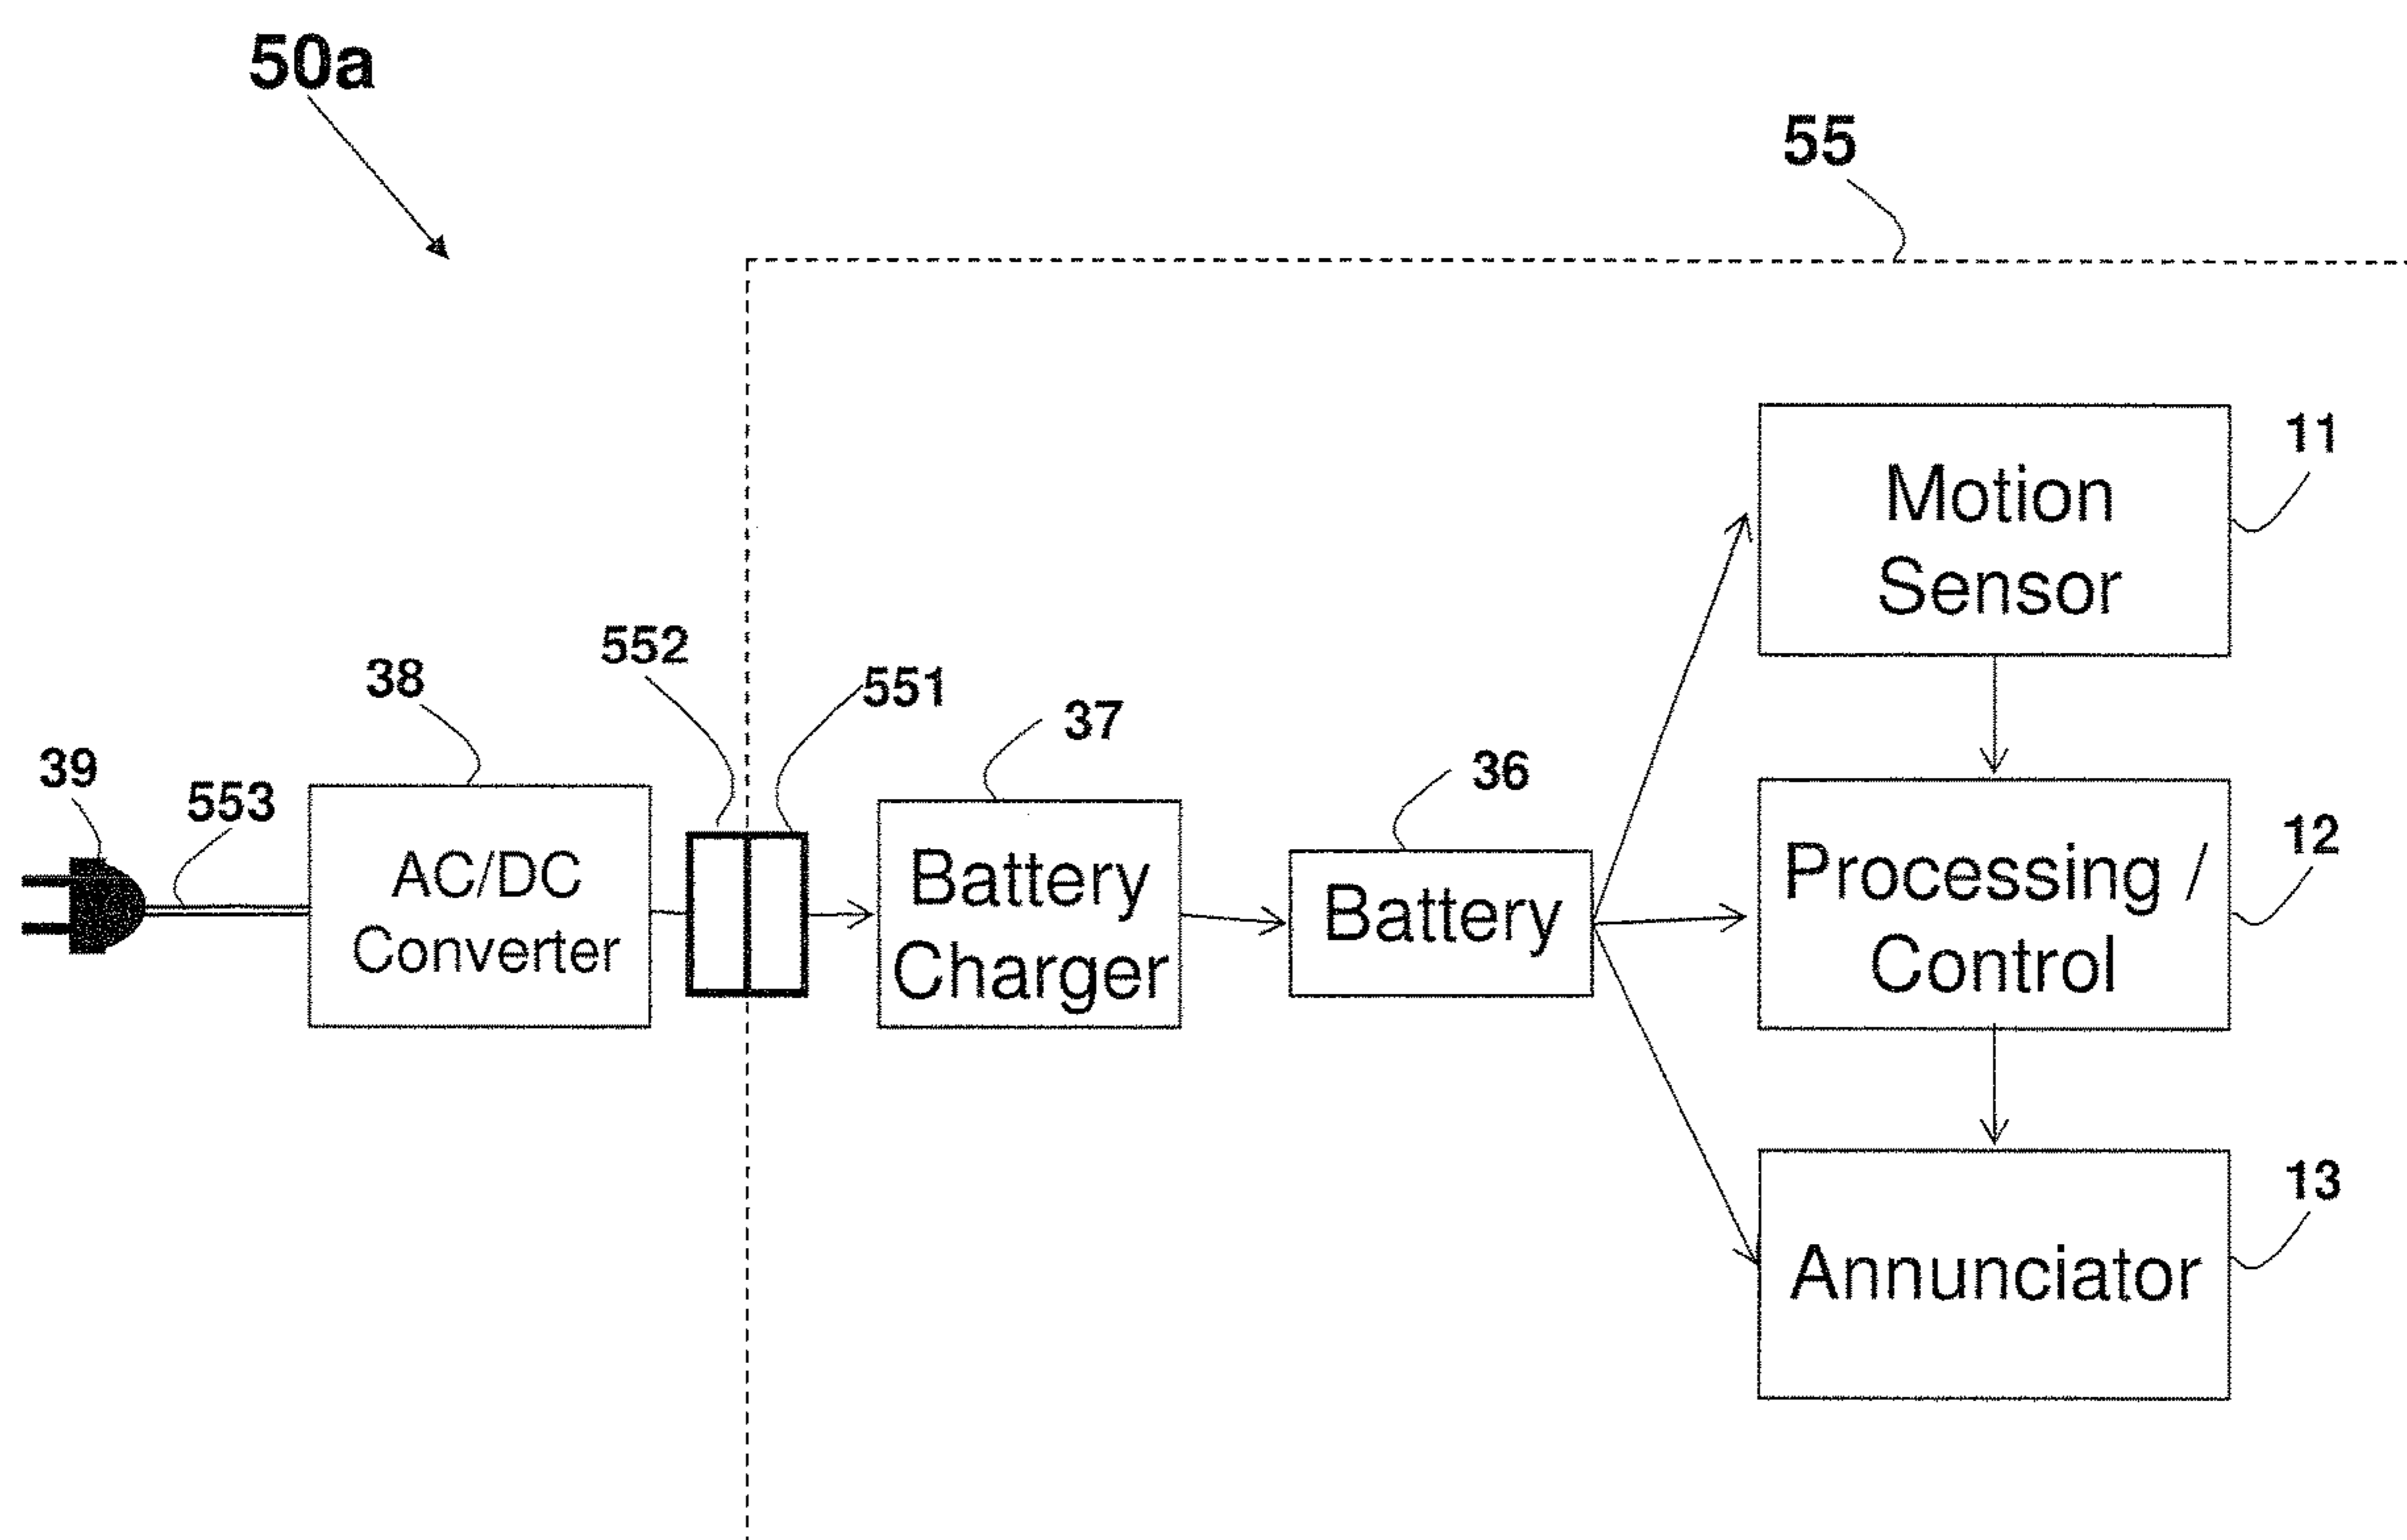 50a
55
11
Motion
Sensor
552
38
551
37
39
553
36
12
AC/DC
Converter
Battery
Charger
Battery
Processing /
Control
13
Annunciator